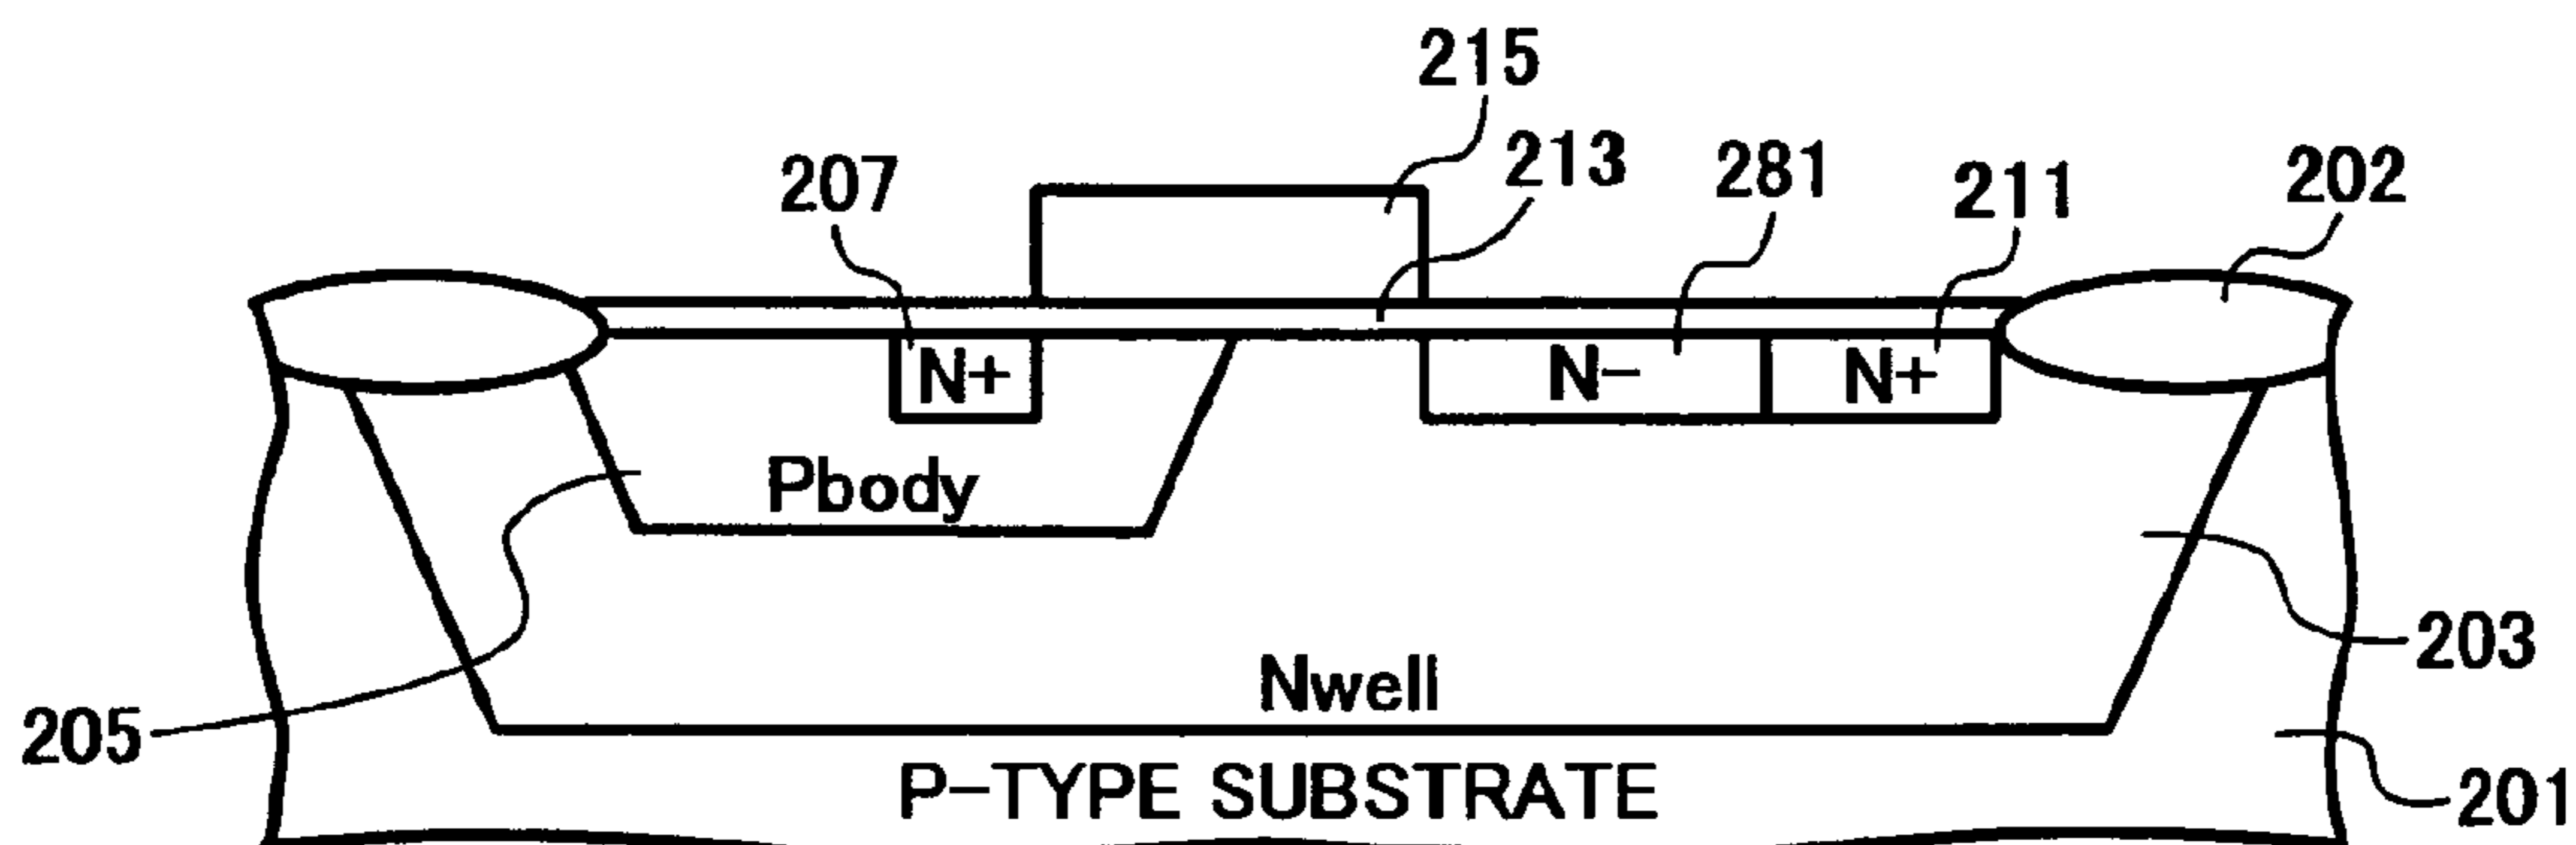 215
213
281
202
207
211
N+
N-
N+
Pbody
203
Nwell
205
P-TYPE SUBSTRATE
201